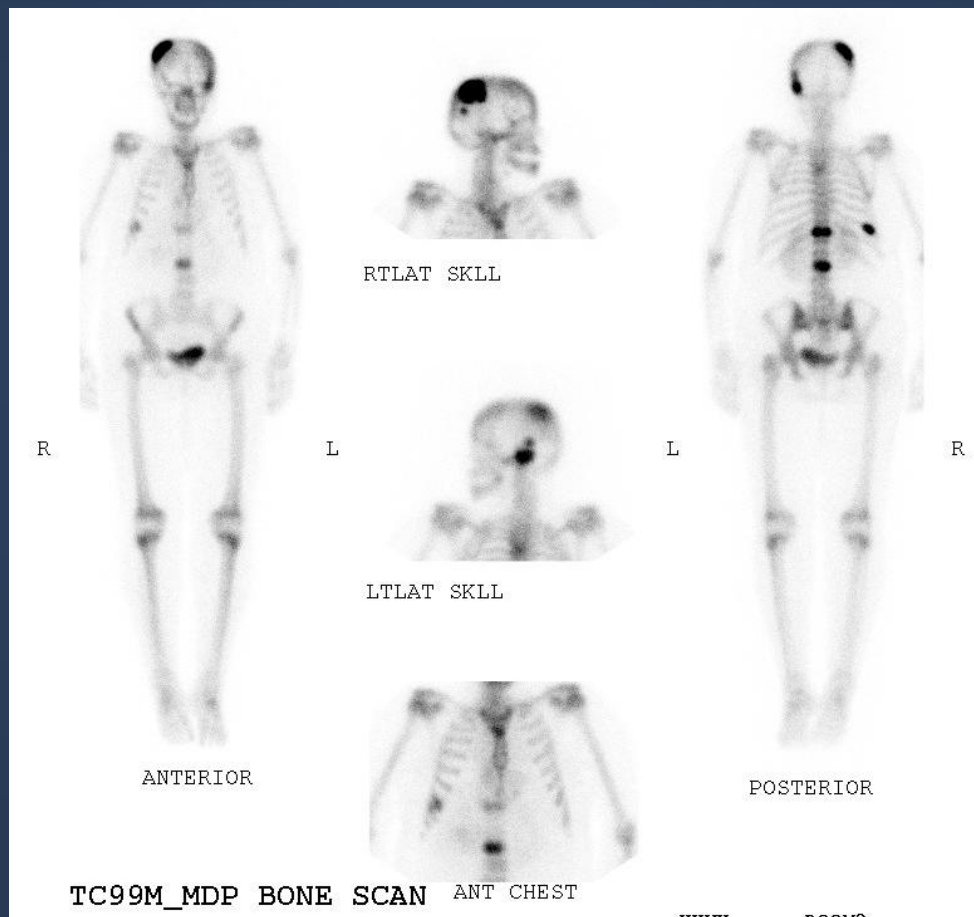 RTLAT SKLL
R
L
L
R
LTLAT SKLL
ANTERIOR
POSTERIOR
TC99M_MDP BONE SCAN
ANT CHEST